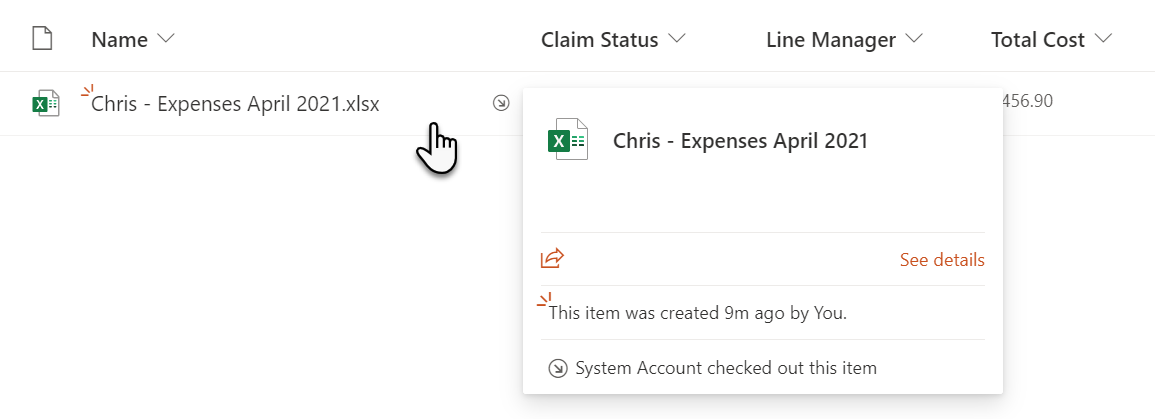 Name Claim Status Line Manager Total Cost
Chris - Expenses April 2021.xlsx 456.90
X Chris - Expenses April 2021
See details
This item was created 9m ago by You.
System Account checked out this item